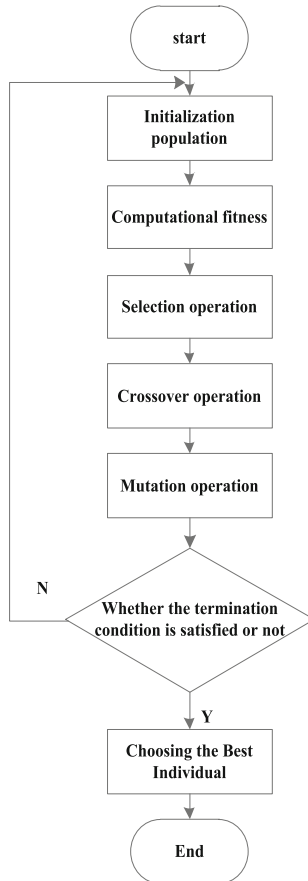 start
Initialization
population
Computational fitness
Selection operation
Crossover operation
Mutation operation
N
Whether the termination
condition is satisfied or not
Y
Choosing the Best
Individual
End